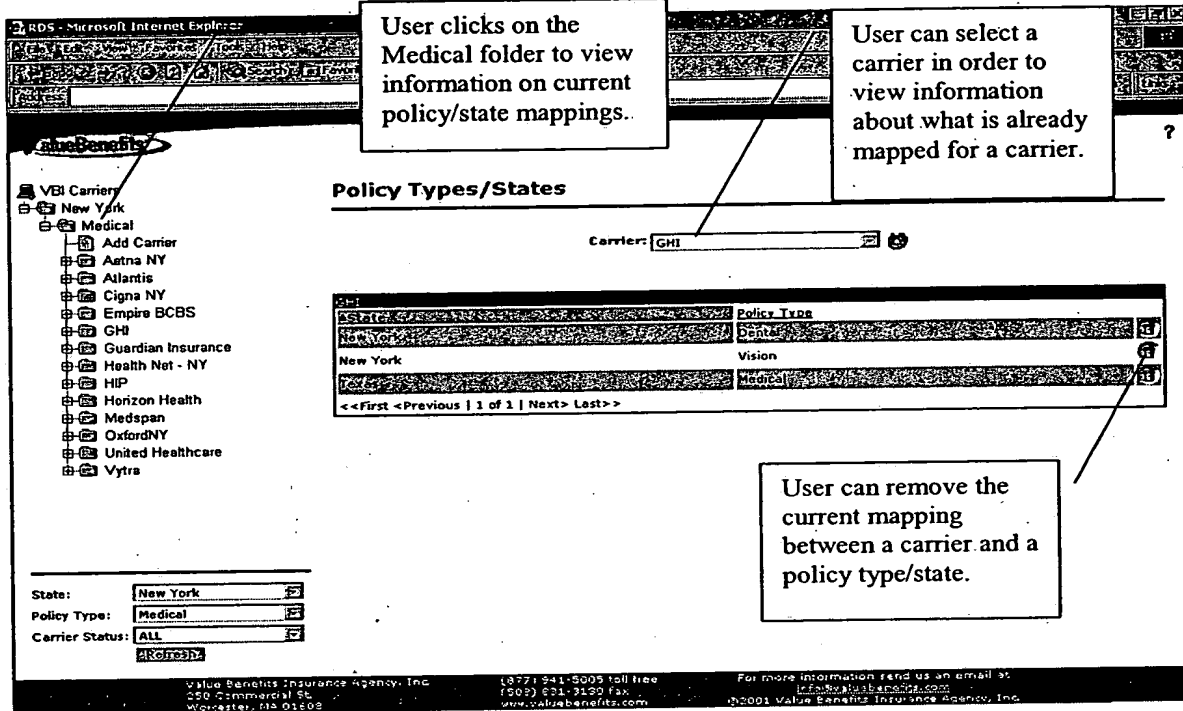 RDS - Microsoft Internet Explorer
User clicks on the
Medical folder to view
information on current
policy/state mappings.
User can select a
carrier in order to
view information
about what is already
mapped for a carrier.
?
VBI Carriers
New York
Medical
Add Carrier
Aetna NY
Atlantis
Cigna NY
Empire BCBS
GHI
Guardian Insurance
Health Net - NY
HIP
Horizon Health
Medspan
OxfordNY
United Healthcare
Vytra
Policy Types/States
Carrier: GHI
GHI
State Policy Type
New York Dental
New York Vision
Texas Medical
<<First <Previous | 1 of 1 | Next> Last>>
User can remove the
current mapping
between a carrier and a
policy type/state.
State: New York
Policy Type: Medical
Carrier Status: ALL
Refresh
Value Benefits Insurance Agency, Inc
250 Commercial St
Worcester, MA 01608
(877) 941-5005 toll free
(508) 831-3190 fax
www.valuebenefits.com
For more information send us an email at
info@valuebenefits.com
©2001 Value Benefits Insurance Agency, Inc